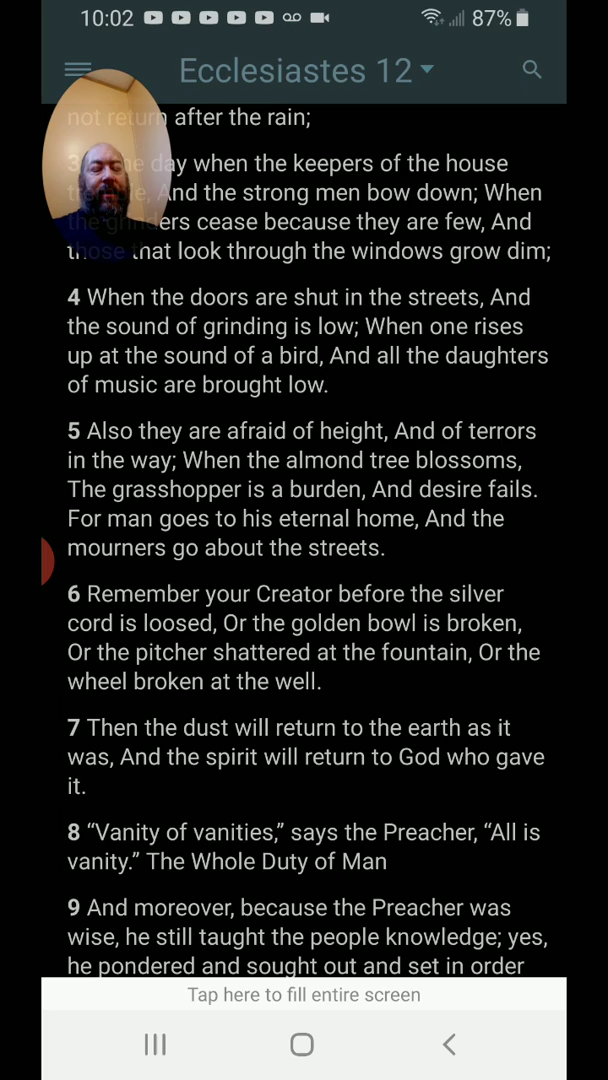 10:02 87%
Ecclesiastes 12
not return after the rain;
day when the keepers of the house
And the strong men bow down; When
the grinders cease because they are few, And
those that look through the windows grow dim;
4 When the doors are shut in the streets, And
the sound of grinding is low; When one rises
up at the sound of a bird, And all the daughters
of music are brought low.
5 Also they are afraid of height, And of terrors
in the way; When the almond tree blossoms,
The grasshopper is a burden, And desire fails.
For man goes to his eternal home, And the
mourners go about the streets.
6 Remember your Creator before the silver
cord is loosed, Or the golden bowl is broken,
Or the pitcher shattered at the fountain, Or the
wheel broken at the well.
7 Then the dust will return to the earth as it
was, And the spirit will return to God who gave
it.
8 “Vanity of vanities,” says the Preacher, “All is
vanity.” The Whole Duty of Man
9 And moreover, because the Preacher was
wise, he still taught the people knowledge; yes,
he pondered and sought out and set in order
Tap here to fill entire screen